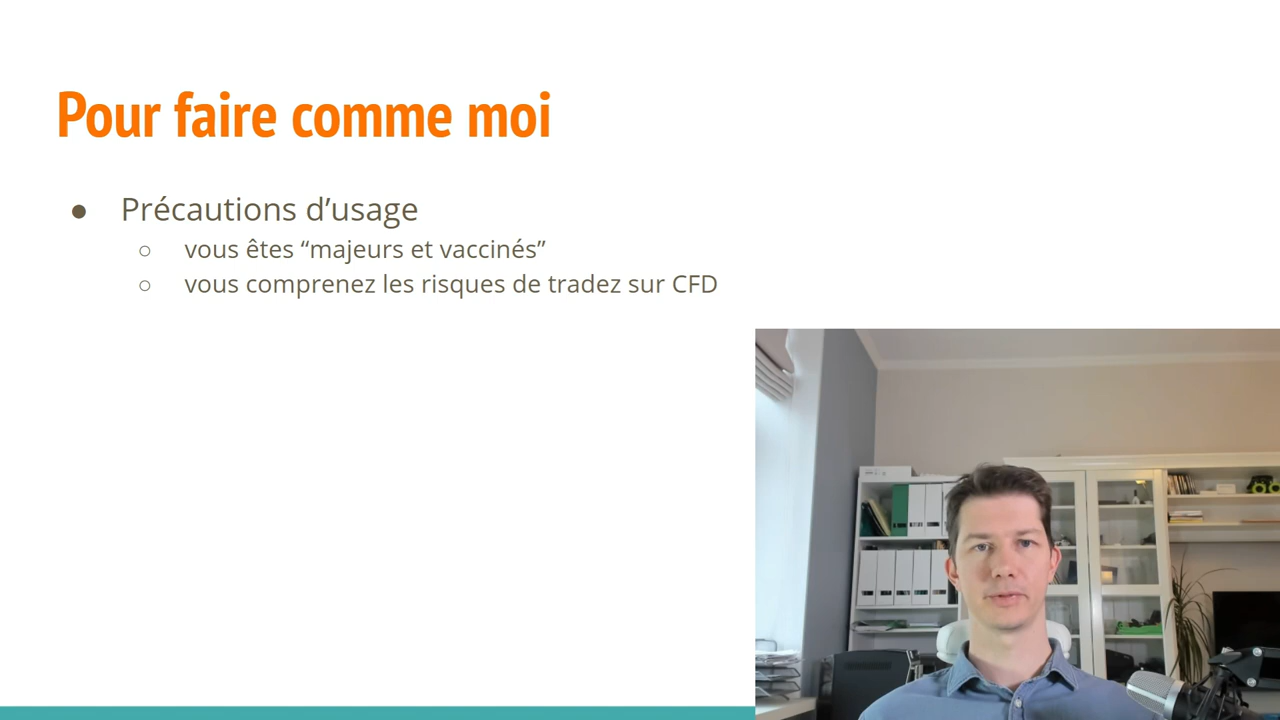 Pour faire comme moi
● Précautions d’usage
○ vous êtes “majeurs et vaccinés”
○ vous comprenez les risques de tradez sur CFD